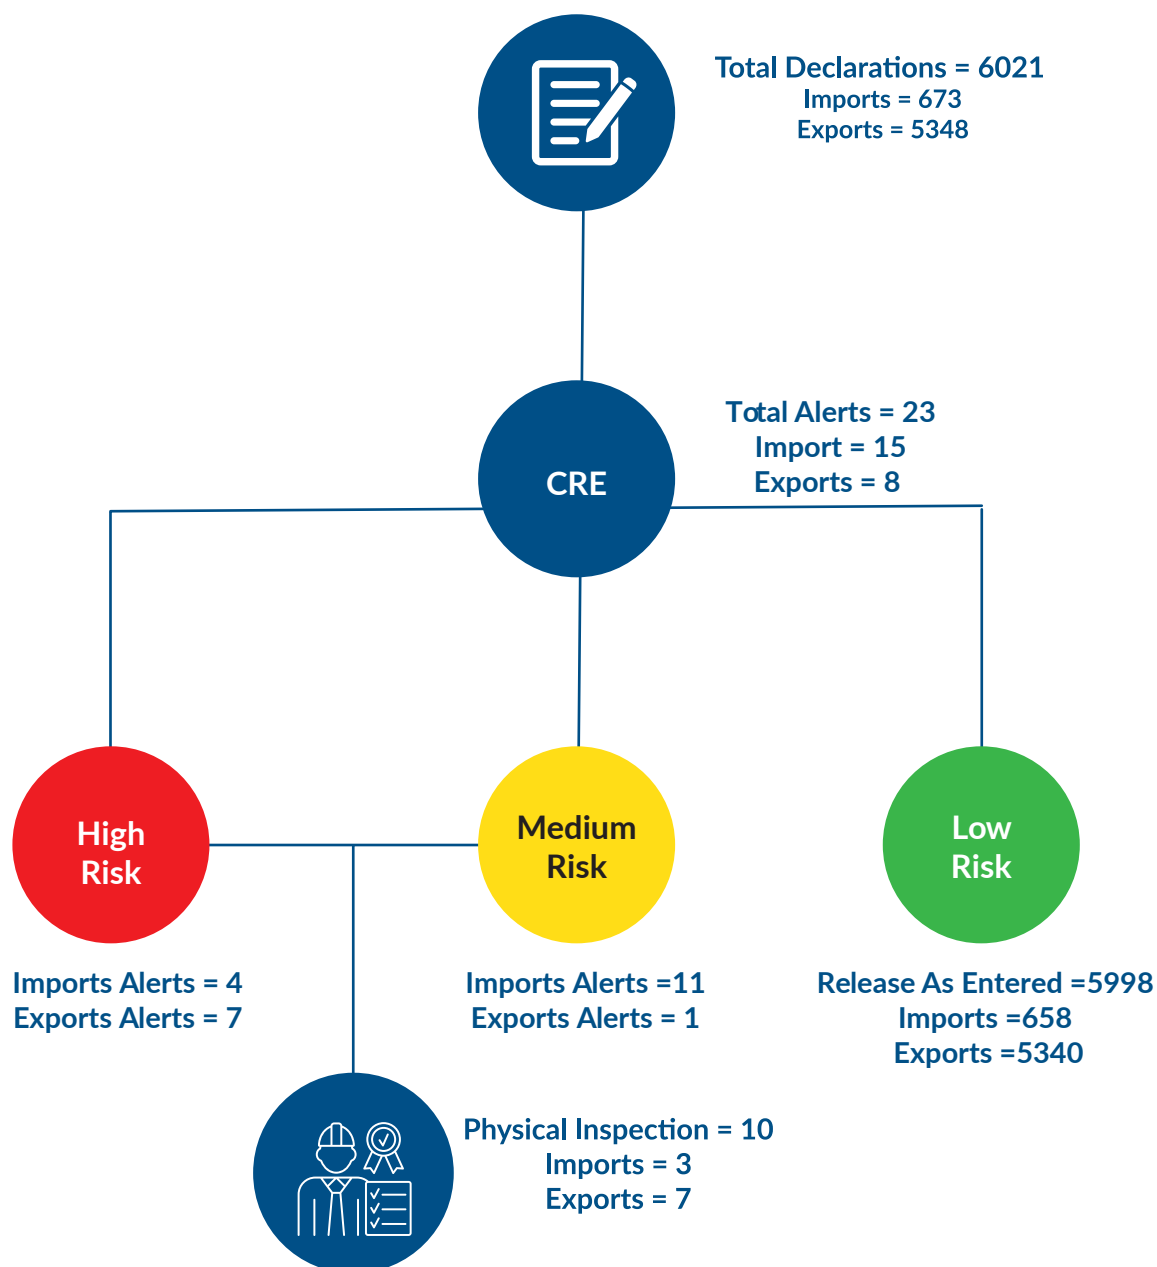 Total Declarations = 6021
Imports = 673
Exports = 5348
CRE
Total Alerts = 23
Import = 15
Exports = 8
High
Risk
Imports Alerts = 4
Exports Alerts = 7
Medium
Risk
Imports Alerts =11
Exports Alerts = 1
Low
Risk
Release As Entered =5998
Imports =658
Exports =5340
Physical Inspection = 10
Imports = 3
Exports = 7